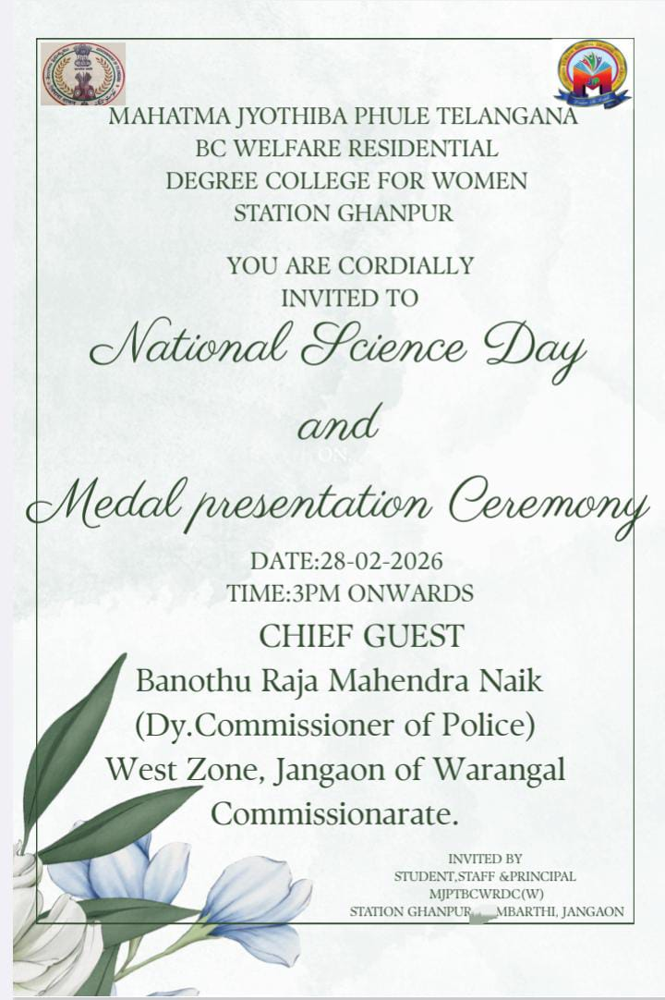 MAHATMA JYOTHIBA PHULE TELANGANA
BC WELFARE RESIDENTIAL
DEGREE COLLEGE FOR WOMEN
STATION GHANPUR
YOU ARE CORDIALLY
INVITED TO
National Science Day
and
ON,
Medal presentation Ceremony
DATE:28-02-2026
TIME:3PM ONWARDS
CHIEF GUEST
Banothu Raja Mahendra Naik
(Dy.Commissioner of Police)
West Zone, Jangaon of Warangal
Commissionarate.
INVITED BY
STUDENT,STAFF &PRINCIPAL
MJPTBCWRDC(W)
STATION GHANPUR MBARTHI, JANGAON